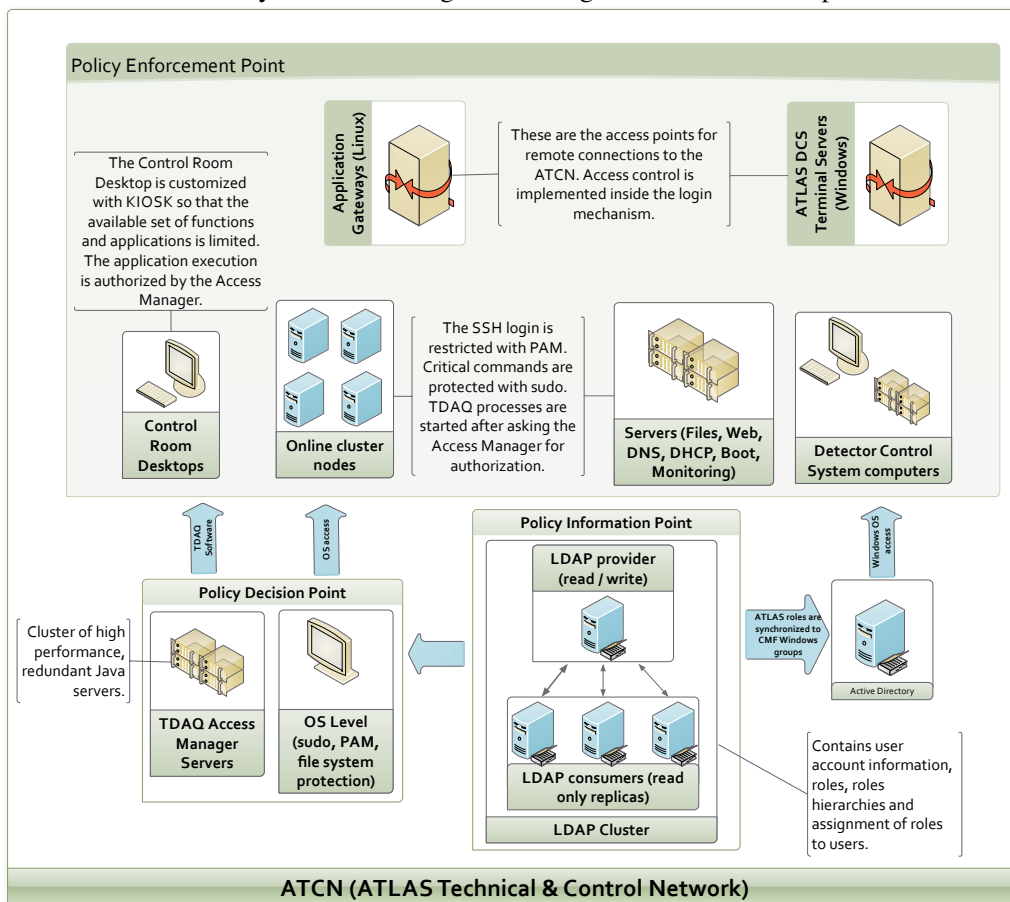 Policy Enforcement Point
Application
Gateways (Linux)
These are the access points for
remote connections to the
ATCN. Access control is
implemented inside the login
mechanism.
ATLAS DCS
Terminal Servers
(Windows)
The Control Room
Desktop is customized
with KIOSK so that the
available set of functions
and applications is limited.
The application execution
is authorized by the Access
Manager.
Control
Room
Desktops
Online cluster
nodes
The SSH login is
restricted with PAM.
Critical commands are
protected with sudo.
TDAQ processes are
started after asking the
Access Manager for
authorization.
Servers (Files, Web,
DNS, DHCP, Boot,
Monitoring)
Detector Control
System computers
TDAQ
Software
OS access
Windows OS
access
Policy Decision Point
Cluster of high
performance,
redundant Java
servers.
TDAQ Access
Manager
Servers
OS Level
(sudo, PAM,
file system
protection)
Policy Information Point
LDAP provider
(read / write)
LDAP consumers (read
only replicas)
LDAP Cluster
ATLAS roles are
synchronized to
CMF Windows
groups
Active Directory
Contains user
account information,
roles, roles
hierarchies and
assignment of roles
to users.
ATCN (ATLAS Technical & Control Network)